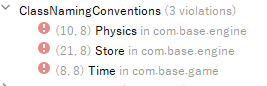 ClassNamingConventions (3 violations)
(10, 8) Physics in com.base.engine
(21, 8) Store in com.base.engine
(8, 8) Time in com.base.game